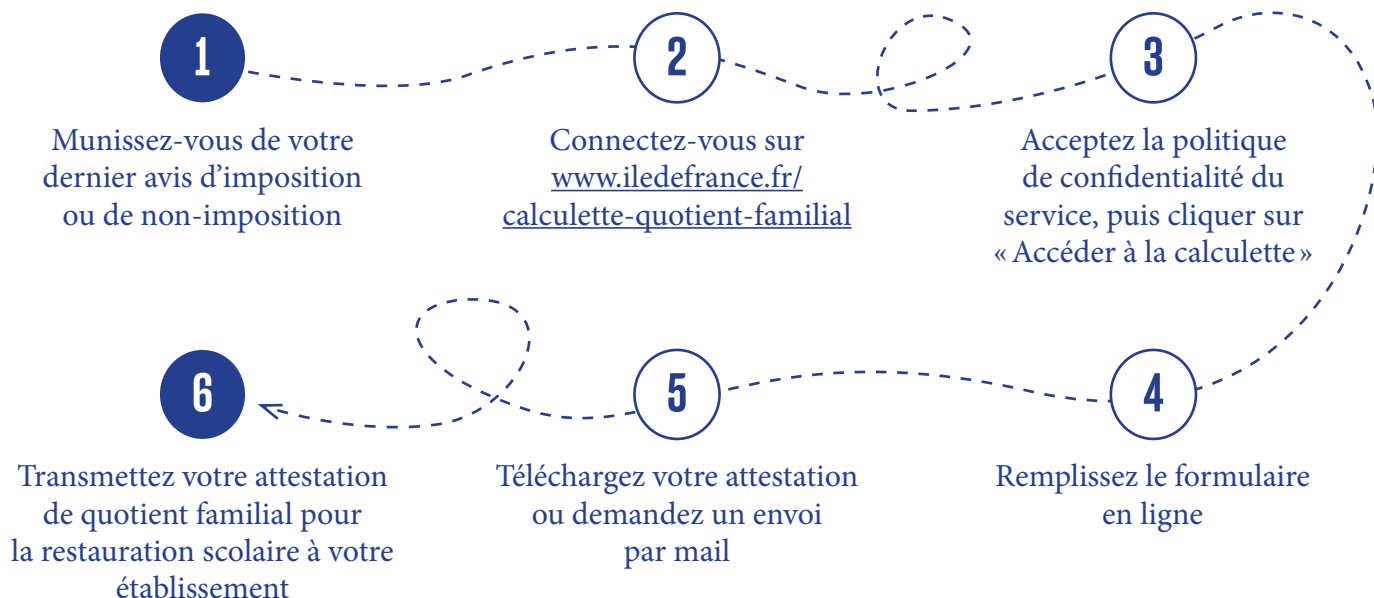 1
Munissez-vous de votre
dernier avis d’imposition
ou de non-imposition
2
Connectez-vous sur
www.iledefrance.fr/
calculette-quotient-familial
3
Acceptez la politique
de confidentialité du
service, puis cliquer sur
« Accéder à la calculette »
4
Remplissez le formulaire
en ligne
5
Téléchargez votre attestation
ou demandez un envoi
par mail
6
Transmettez votre attestation
de quotient familial pour
la restauration scolaire à votre
établissement